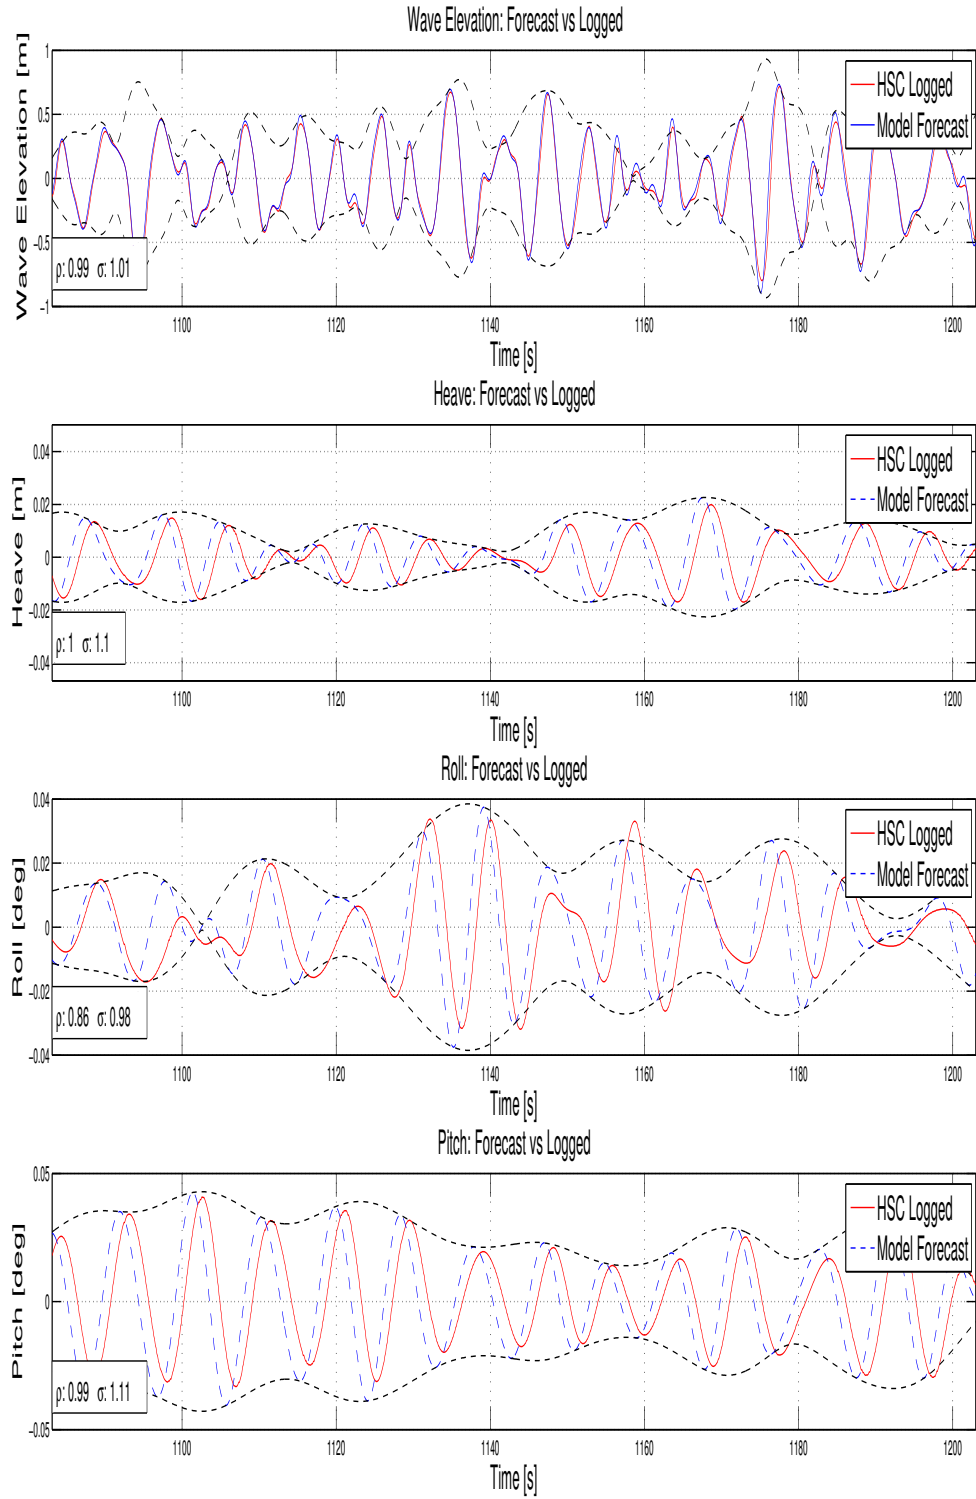 Wave Elevation: Forecast vs Logged
Wave Elevation [m]
1
0.5
0
−0.5
−1
HSC Logged
Model Forecast
ρ: 0.99 σ: 1.01
1100 1120 1140 1160 1180 1200
Time [s]
Heave: Forecast vs Logged
Heave [m]
0.04
0.02
0
−0.02
−0.04
HSC Logged
Model Forecast
ρ: 1 σ: 1.1
1100 1120 1140 1160 1180 1200
Time [s]
Roll: Forecast vs Logged
Roll [deg]
0.04
0.02
0
−0.02
−0.04
HSC Logged
Model Forecast
ρ: 0.86 σ: 0.98
1100 1120 1140 1160 1180 1200
Time [s]
Pitch: Forecast vs Logged
Pitch [deg]
0.05
0
−0.05
HSC Logged
Model Forecast
ρ: 0.99 σ: 1.11
1100 1120 1140 1160 1180 1200
Time [s]